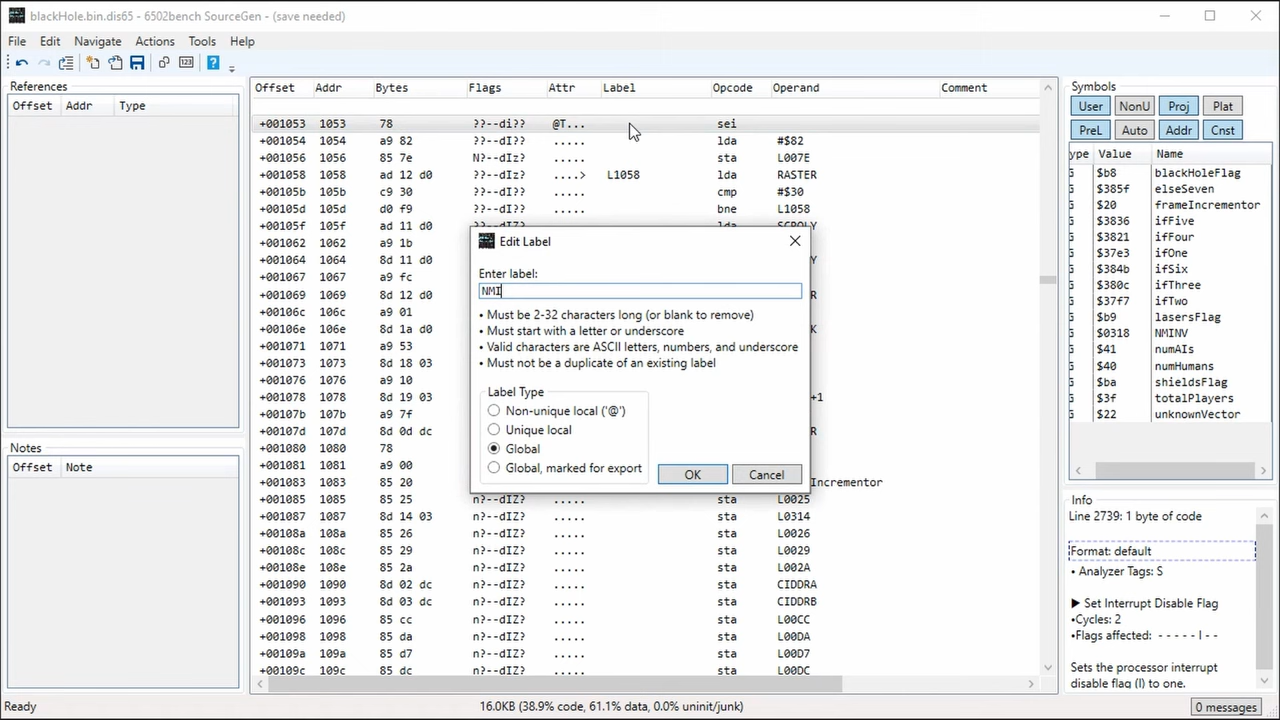 blackHole.bin.dis65 - 6502bench SourceGen - (save needed)
File Edit Navigate Actions Tools Help
References
Offset Addr Type
Notes
Offset Note
Offset Addr Bytes Flags Attr Label Opcode Operand Comment
+001053 1053 78 ??--di?? @T... sei
+001054 1054 a9 82 ??--dI?? ..... lda #$82
+001056 1056 85 7e N?--dIz? ..... sta L007E
+001058 1058 ad 12 d0 ??--dIz? ....> L1058 lda RASTER
+00105b 105b c9 30 ??--dI?? ..... cmp #$30
+00105d 105d d0 f9 ??--dI?? ..... bne L1058
+00105f 105f ad 11 d0 ??--dIZ? ..... lda SCROLY
+001062 1062 a9 1b
+001064 1064 8d 11 d0 Y
+001067 1067 a9 fc
+001069 1069 8d 12 d0 R
+00106c 106c a9 01
+00106e 106e 8d 1a d0 K
+001071 1071 a9 53
+001073 1073 8d 18 03
+001076 1076 a9 10
+001078 1078 8d 19 03 +1
+00107b 107b a9 7f
+00107d 107d 8d 0d dc R
+001080 1080 78
+001081 1081 a9 00
+001083 1083 85 20 Incrementor
+001085 1085 85 25 n?--dIZ? ..... sta L0025
+001087 1087 8d 14 03 n?--dIZ? ..... sta L0314
+00108a 108a 85 26 n?--dIZ? ..... sta L0026
+00108c 108c 85 29 n?--dIZ? ..... sta L0029
+00108e 108e 85 2a n?--dIZ? ..... sta L002A
+001090 1090 8d 02 dc n?--dIZ? ..... sta CIDDRA
+001093 1093 8d 03 dc n?--dIZ? ..... sta CIDDRB
+001096 1096 85 cc n?--dIZ? ..... sta L00CC
+001098 1098 85 da n?--dIZ? ..... sta L00DA
+00109a 109a 85 d7 n?--dIZ? ..... sta L00D7
+00109c 109c 85 dc n?--dIZ? ..... sta L00DC
Edit Label
Enter label:
NMI
• Must be 2-32 characters long (or blank to remove)
• Must start with a letter or underscore
• Valid characters are ASCII letters, numbers, and underscore
• Must not be a duplicate of an existing label
Label Type
Non-unique local ('@')
Unique local
Global
Global, marked for export
OK Cancel
Symbols
User NonU Proj Plat
PreL Auto Addr Cnst
ype Value Name
G $b8 blackHoleFlag
G $385f elseSeven
G $20 frameIncrementor
G $3836 ifFive
G $3821 ifFour
G $37e3 ifOne
G $384b ifSix
G $380c ifThree
G $37f7 ifTwo
G $b9 lasersFlag
G $0318 NMINV
G $41 numAIs
G $40 numHumans
G $ba shieldsFlag
G $3f totalPlayers
G $22 unknownVector
Info
Line 2739: 1 byte of code
Format: default
• Analyzer Tags: S
▶ Set Interrupt Disable Flag
•Cycles: 2
•Flags affected: - - - - - I - -
Sets the processor interrupt
disable flag (I) to one.
Ready 16.0KB (38.9% code, 61.1% data, 0.0% uninit/junk) 0 messages